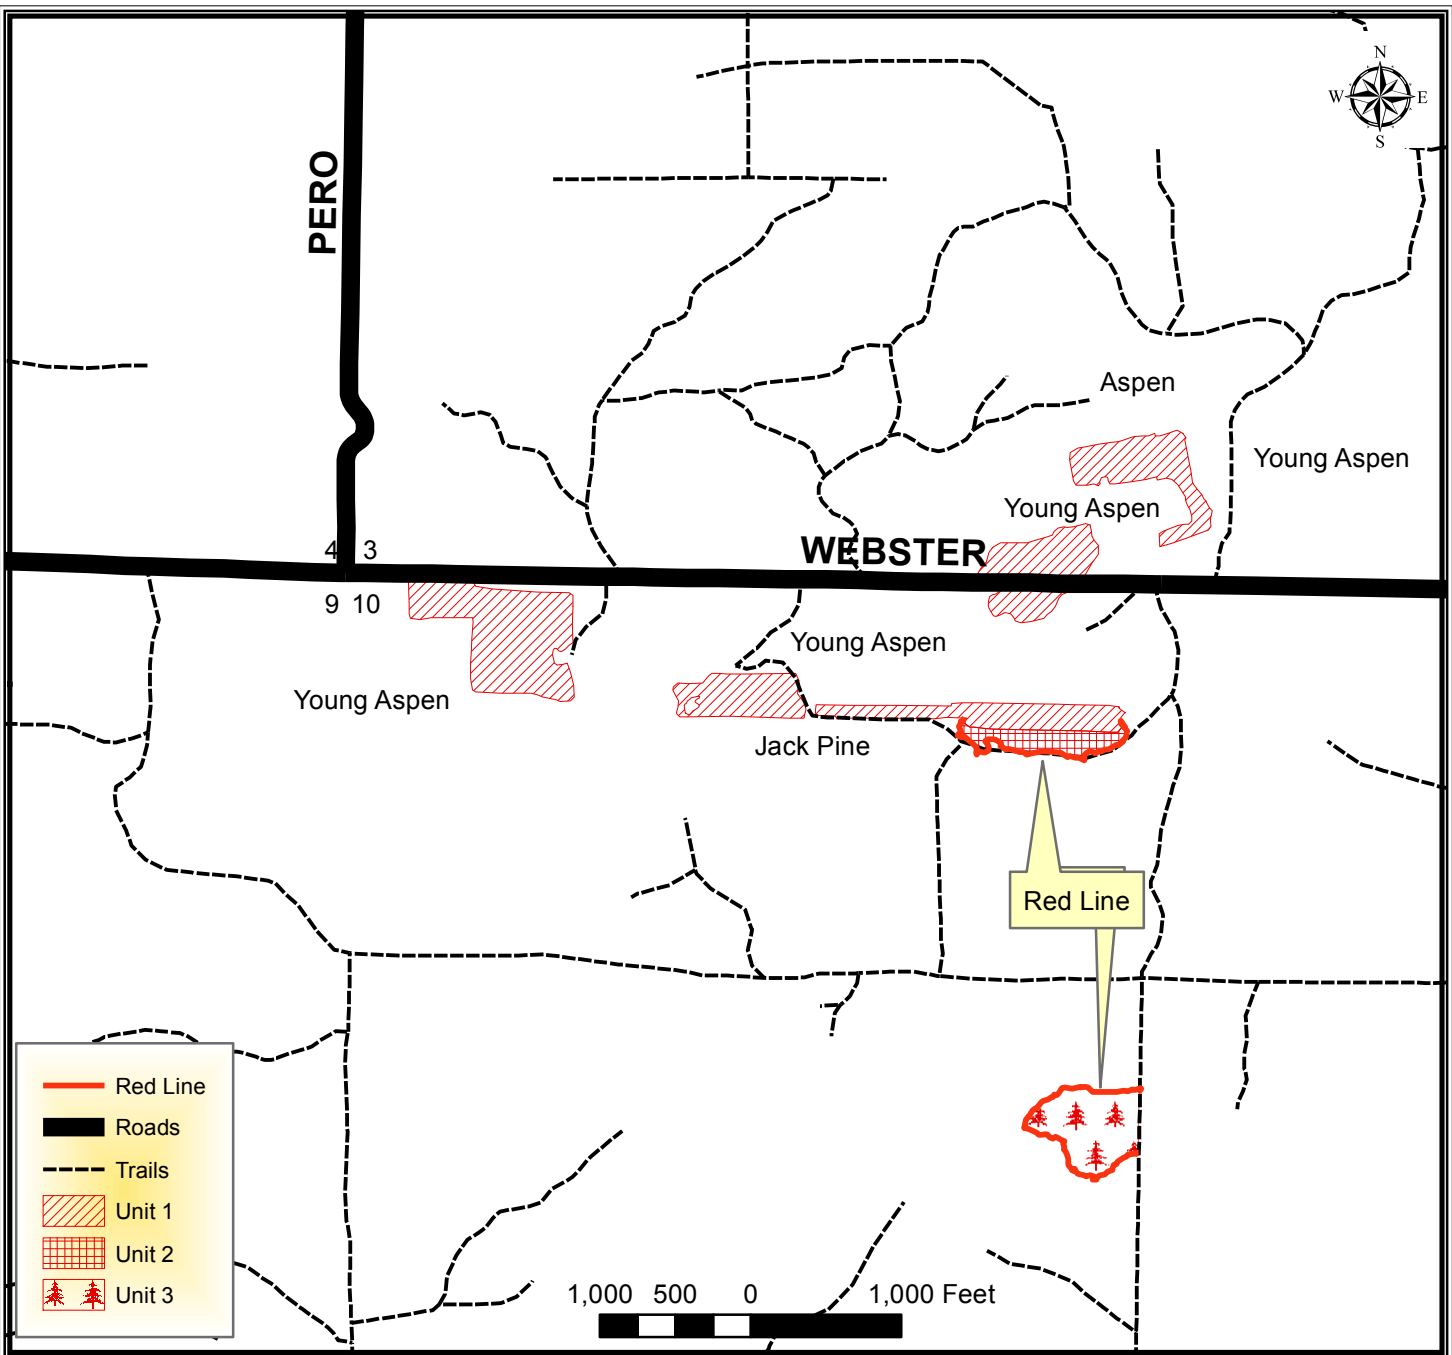 N
W E
S
PERO
Aspen
Young Aspen
Young Aspen
4 3
WEBSTER
9 10
Young Aspen
Young Aspen
Jack Pine
Red Line
Red Line
Roads
Trails
Unit 1
Unit 2
Unit 3
1,000 500 0 1,000 Feet